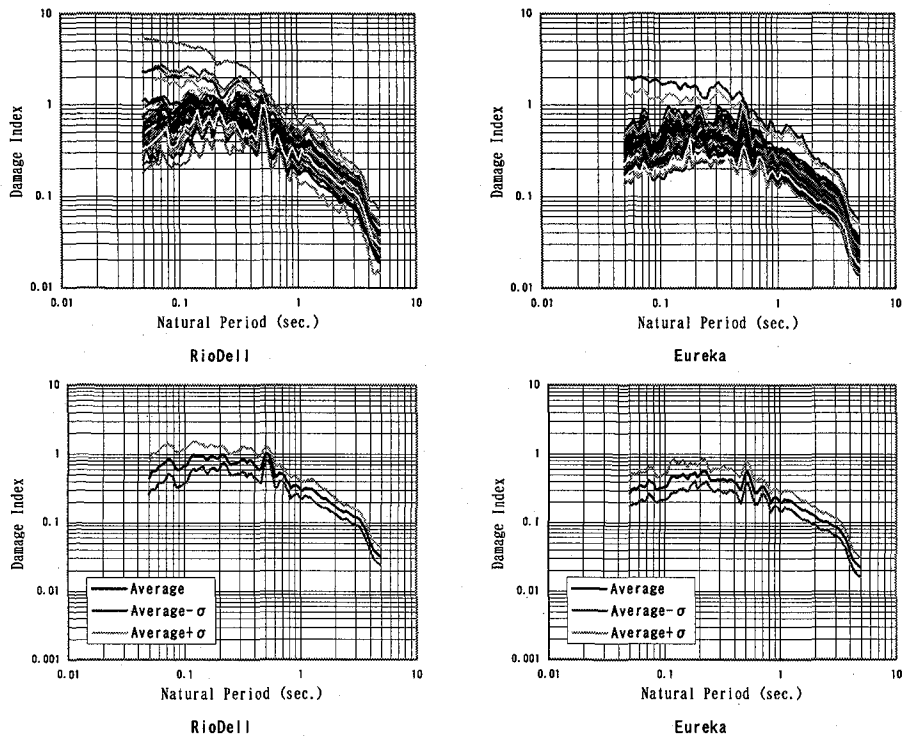 10
1
0.1
0.01
Damage Index
0.01
0.1
1
10
Natural Period (sec.)
RioDell
10
1
0.1
0.01
Damage Index
0.01
0.1
1
10
Natural Period (sec.)
Eureka
10
1
0.1
0.01
0.001
Damage Index
Average
Average-σ
Average+σ
0.01
0.1
1
10
Natural Period (sec.)
RioDell
10
1
0.1
0.01
0.001
Damage Index
Average
Average-σ
Average+σ
0.01
0.1
1
10
Natural Period (sec.)
Eureka